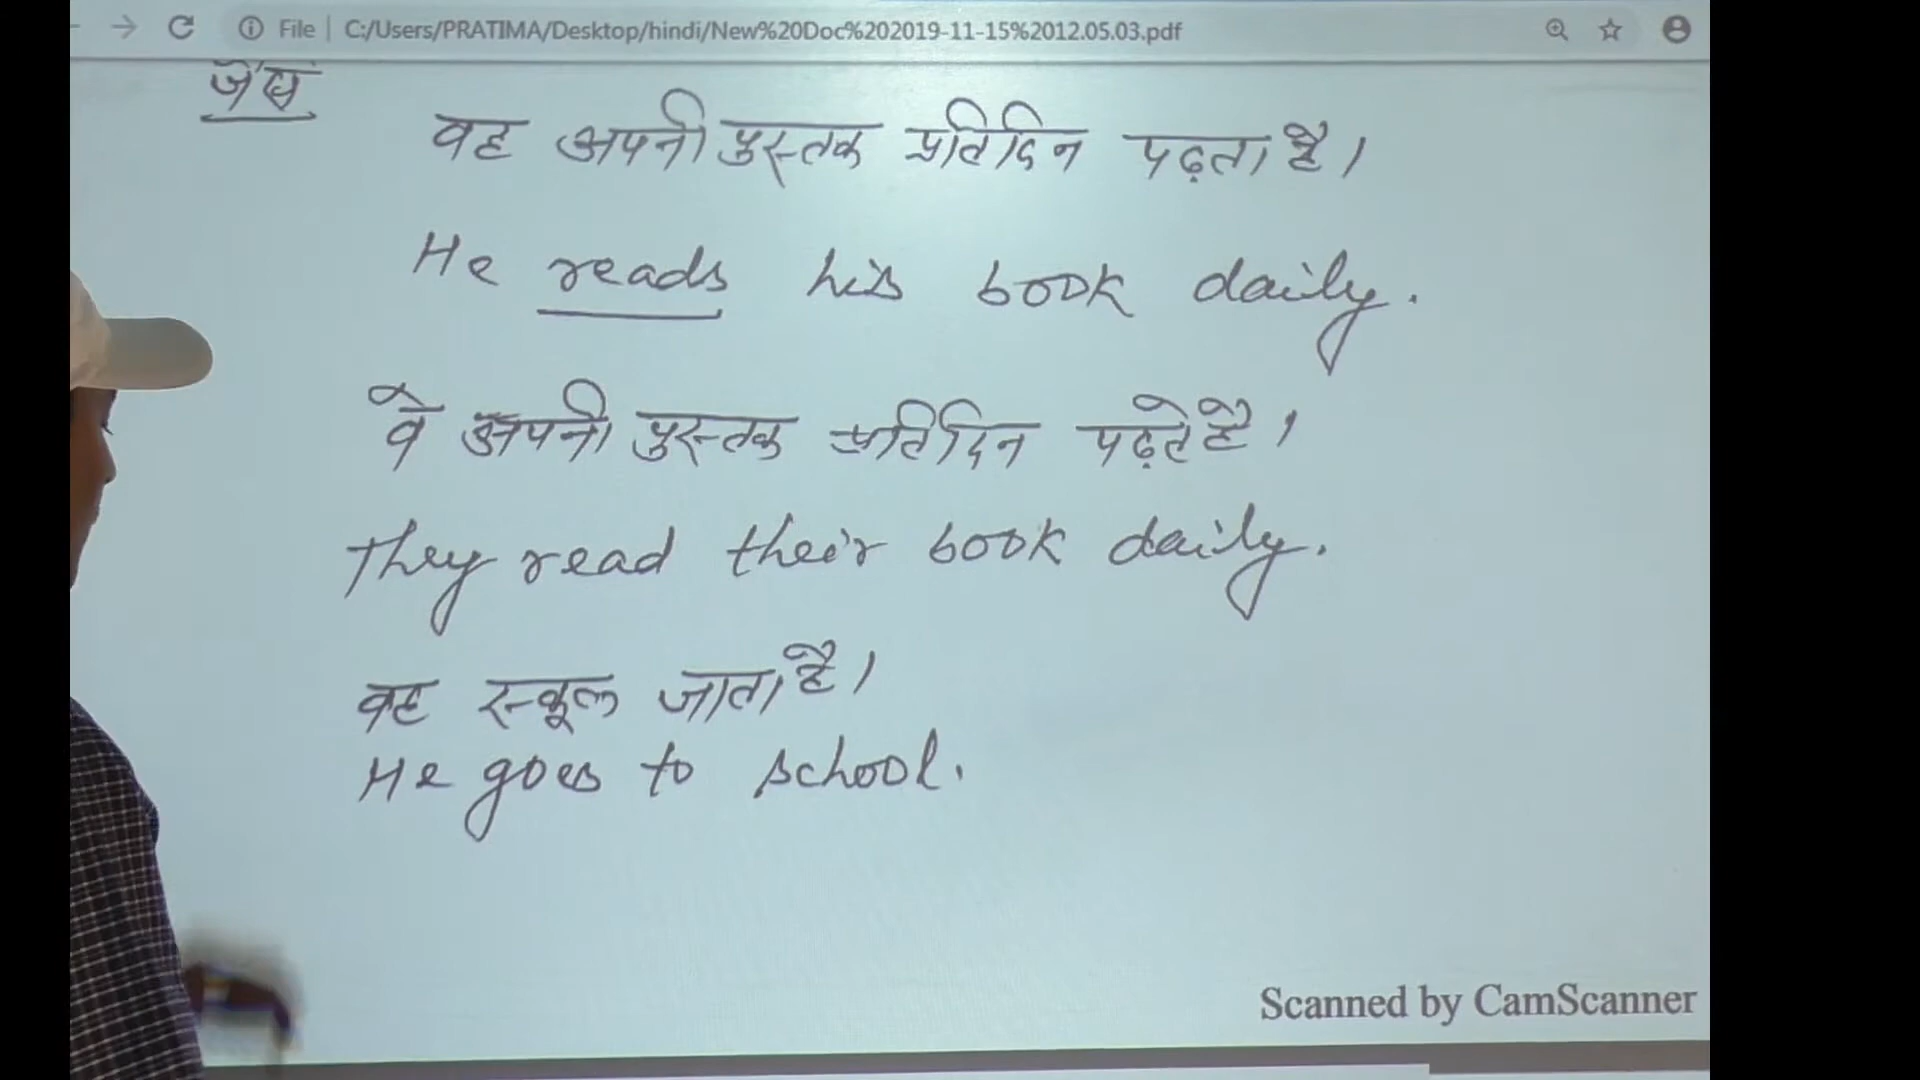 File | C:/Users/PRATIMA/Desktop/hindi/New%20Doc%202019-11-15%2012.05.03.pdf
जैसे
वह अपनी पुस्तक प्रतिदिन पढ़ता है।
He reads his book daily.
वे अपनी पुस्तक प्रतिदिन पढ़ते है।
They read their book daily.
वह स्कूल जाता है।
He goes to school.
Scanned by CamScanner